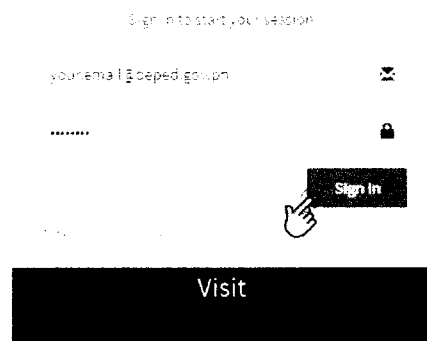 Sign in to start your session
youremail@deped.gov.ph
••••••••
Sign In
Visit